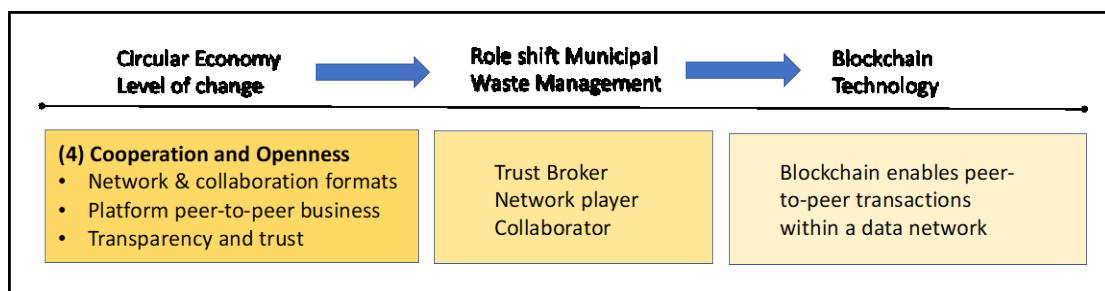 Circular Economy
Level of change
Role shift Municipal
Waste Management
Blockchain
Technology
(4) Cooperation and Openness
• Network & collaboration formats
• Platform peer-to-peer business
• Transparency and trust
Trust Broker
Network player
Collaborator
Blockchain enables peer-
to-peer transactions
within a data network